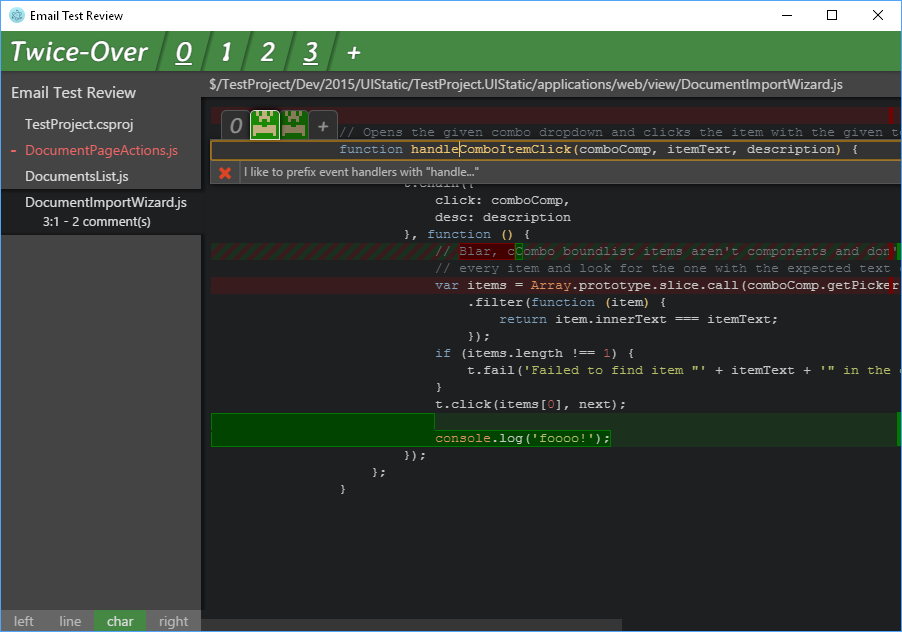 Email Test Review
Twice-Over 0 1 2 3 +
Email Test Review
TestProject.csproj
- DocumentPageActions.js
DocumentsList.js
DocumentImportWizard.js
3:1 - 2 comment(s)
$/TestProject/Dev/2015/UIStatic/TestProject.UIStatic/applications/web/view/DocumentImportWizard.js
0 +
// Opens the given combo dropdown and clicks the item with the given
function handleComboItemClick(comboComp, itemText, description) {
I like to prefix event handlers with "handle..."
t.chain({
click: comboComp,
desc: description
}, function () {
// Blar, cCombo boundlist items aren't components and don'
// every item and look for the one with the expected text
var items = Array.prototype.slice.call(comboComp.getPicker
.filter(function (item) {
return item.innerText === itemText;
});
if (items.length !== 1) {
t.fail('Failed to find item "' + itemText + '" in the
}
t.click(items[0], next);
console.log('foooo!');
});
};
}
left line char right